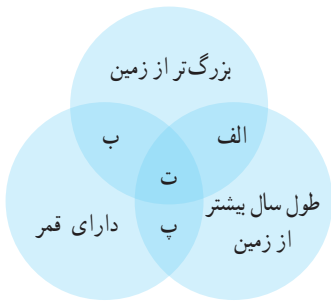 بزرگ‌تر از زمین
الف
ب
ت
طول سال بیشتر
از زمین
پ
دارای قمر